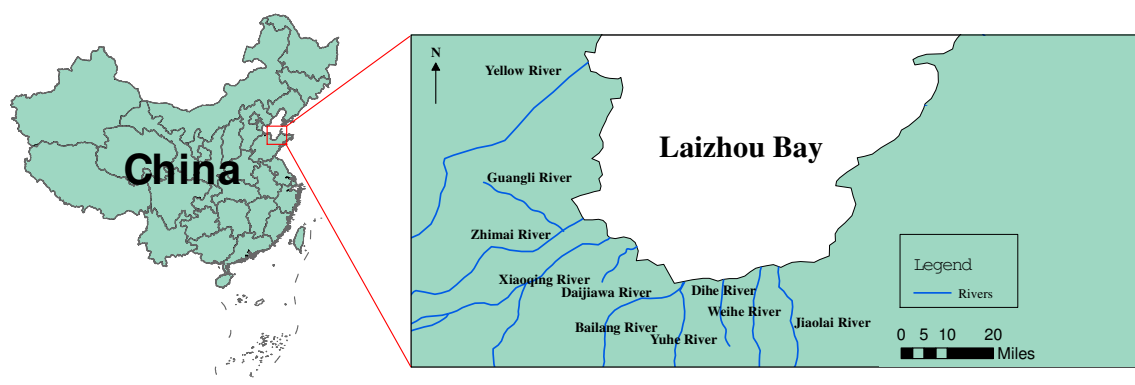 China
N
Yellow River
Laizhou Bay
Guangli River
Zhimai River
Xiaoqing River
Daijiawa River
Dihe River
Weihe River
Bailang River
Yuhe River
Jiaolai River
Legend
Rivers
0 5 10 20
Miles